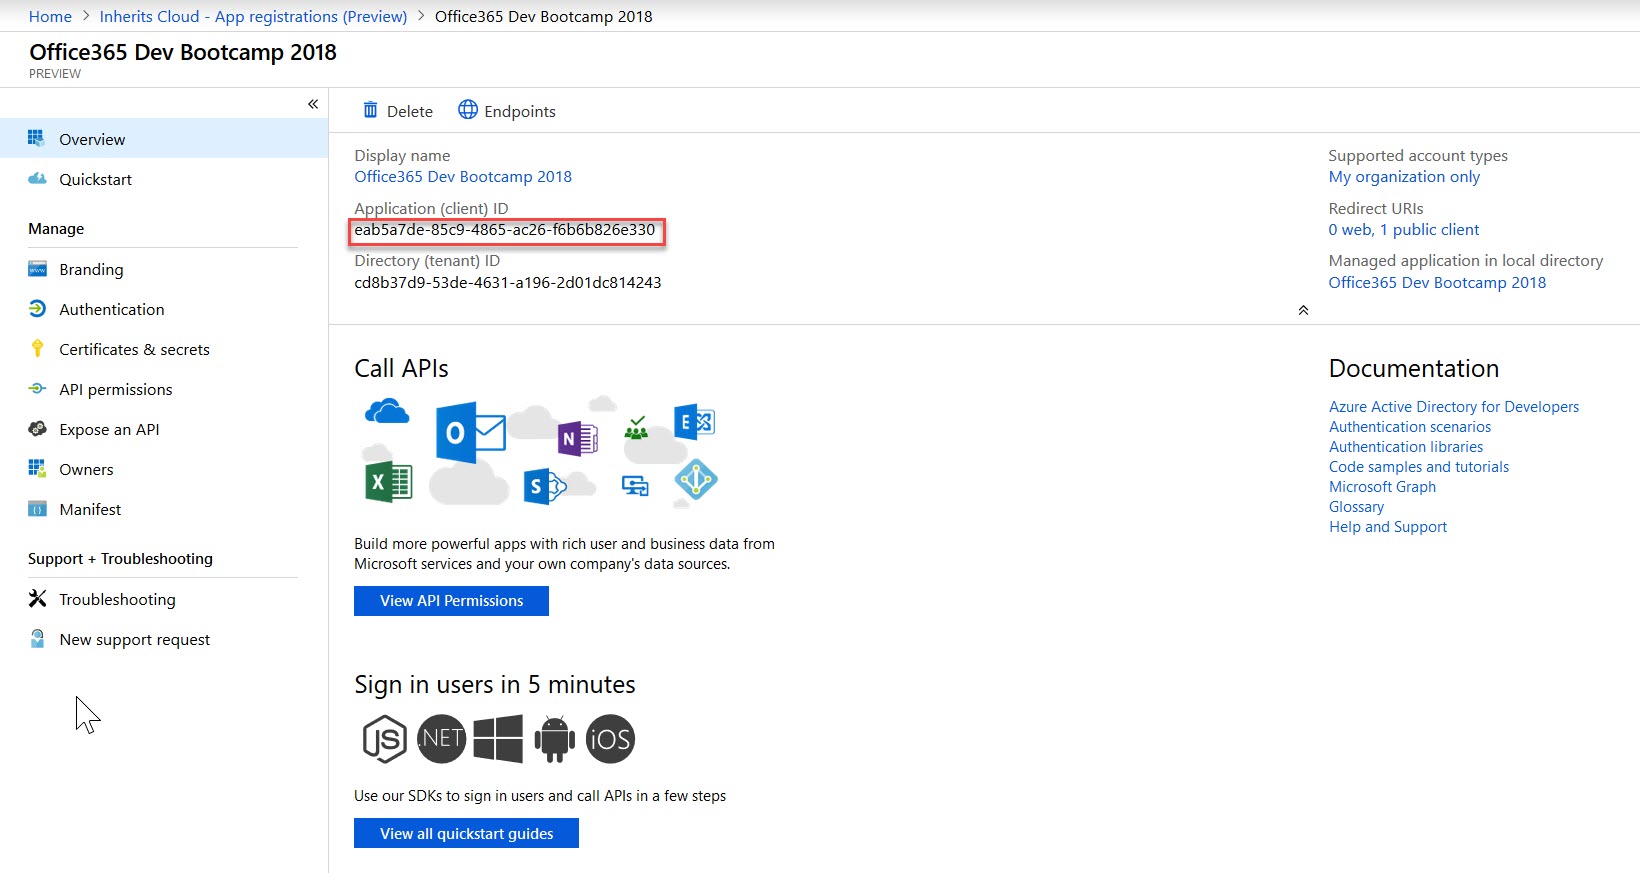 Home > Inherits Cloud - App registrations (Preview) > Office365 Dev Bootcamp 2018
Office365 Dev Bootcamp 2018
PREVIEW
«
Overview
Quickstart
Manage
Branding
Authentication
Certificates & secrets
API permissions
Expose an API
Owners
Manifest
Support + Troubleshooting
Troubleshooting
New support request
Delete
Endpoints
Display name
Office365 Dev Bootcamp 2018
Application (client) ID
eab5a7de-85c9-4865-ac26-f6b6b826e330
Directory (tenant) ID
cd8b37d9-53de-4631-a196-2d01dc814243
Supported account types
My organization only
Redirect URIs
0 web, 1 public client
Managed application in local directory
Office365 Dev Bootcamp 2018
Call APIs
O
N
E
X
S
Build more powerful apps with rich user and business data from
Microsoft services and your own company's data sources.
View API Permissions
Sign in users in 5 minutes
JS
.NET
iOS
Use our SDKs to sign in users and call APIs in a few steps
View all quickstart guides
Documentation
Azure Active Directory for Developers
Authentication scenarios
Authentication libraries
Code samples and tutorials
Microsoft Graph
Glossary
Help and Support